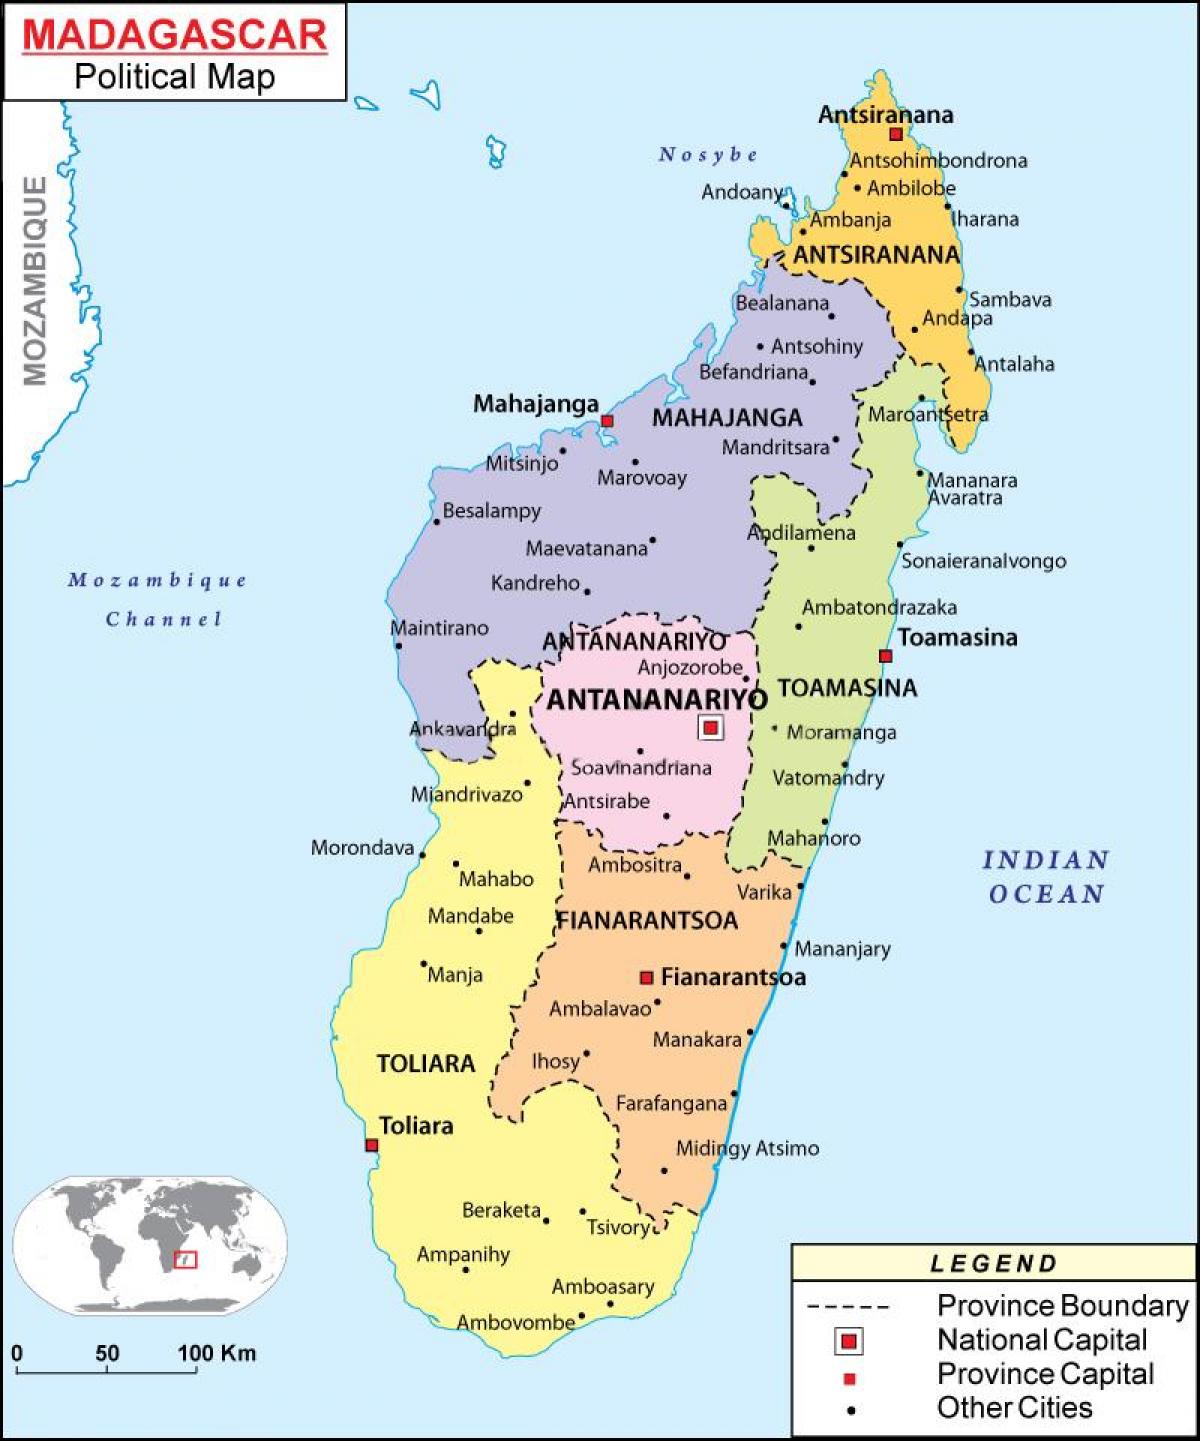 MADAGASCAR
Political Map
MOZAMBIQUE
Antsiranana
Nosybe
Antsohimbondrona
Andoany
Ambilobe
Ambanja
Iharana
ANTSIRANANA
Bealanana
Sambava
Andapa
Antsohiny
Antalaha
Befandriana
Mahajanga
MAHAJANGA
Maroantsetra
Mandritsara
Mitsinjo
Marovoay
Mananara
Avaratra
Besalampy
Andilamena
Maevatanana
Sonaieranalvongo
Mozambique
Channel
Kandreho
Ambatondrazaka
Maintirano
ANTANANARIYO
Toamasina
Anjozorobe
TOAMASINA
ANTANANARIYO
Ankavandra
Moramanga
Soavinandriana
Vatomandry
Miandrivazo
Antsirabe
Mahanoro
Morondava
Ambositra
INDIAN
OCEAN
Mahabo
Varika
Mandabe
FIANARANTSOA
Mananjary
Manja
Fianarantsoa
Ambalavao
Manakara
TOLIARA
Ihosy
Farafangana
Toliara
Midingy Atsimo
Beraketa
Tsivory
Ampanihy
Amboasary
Ambovombe
0 50 100 Km
LEGEND
Province Boundary
National Capital
Province Capital
Other Cities